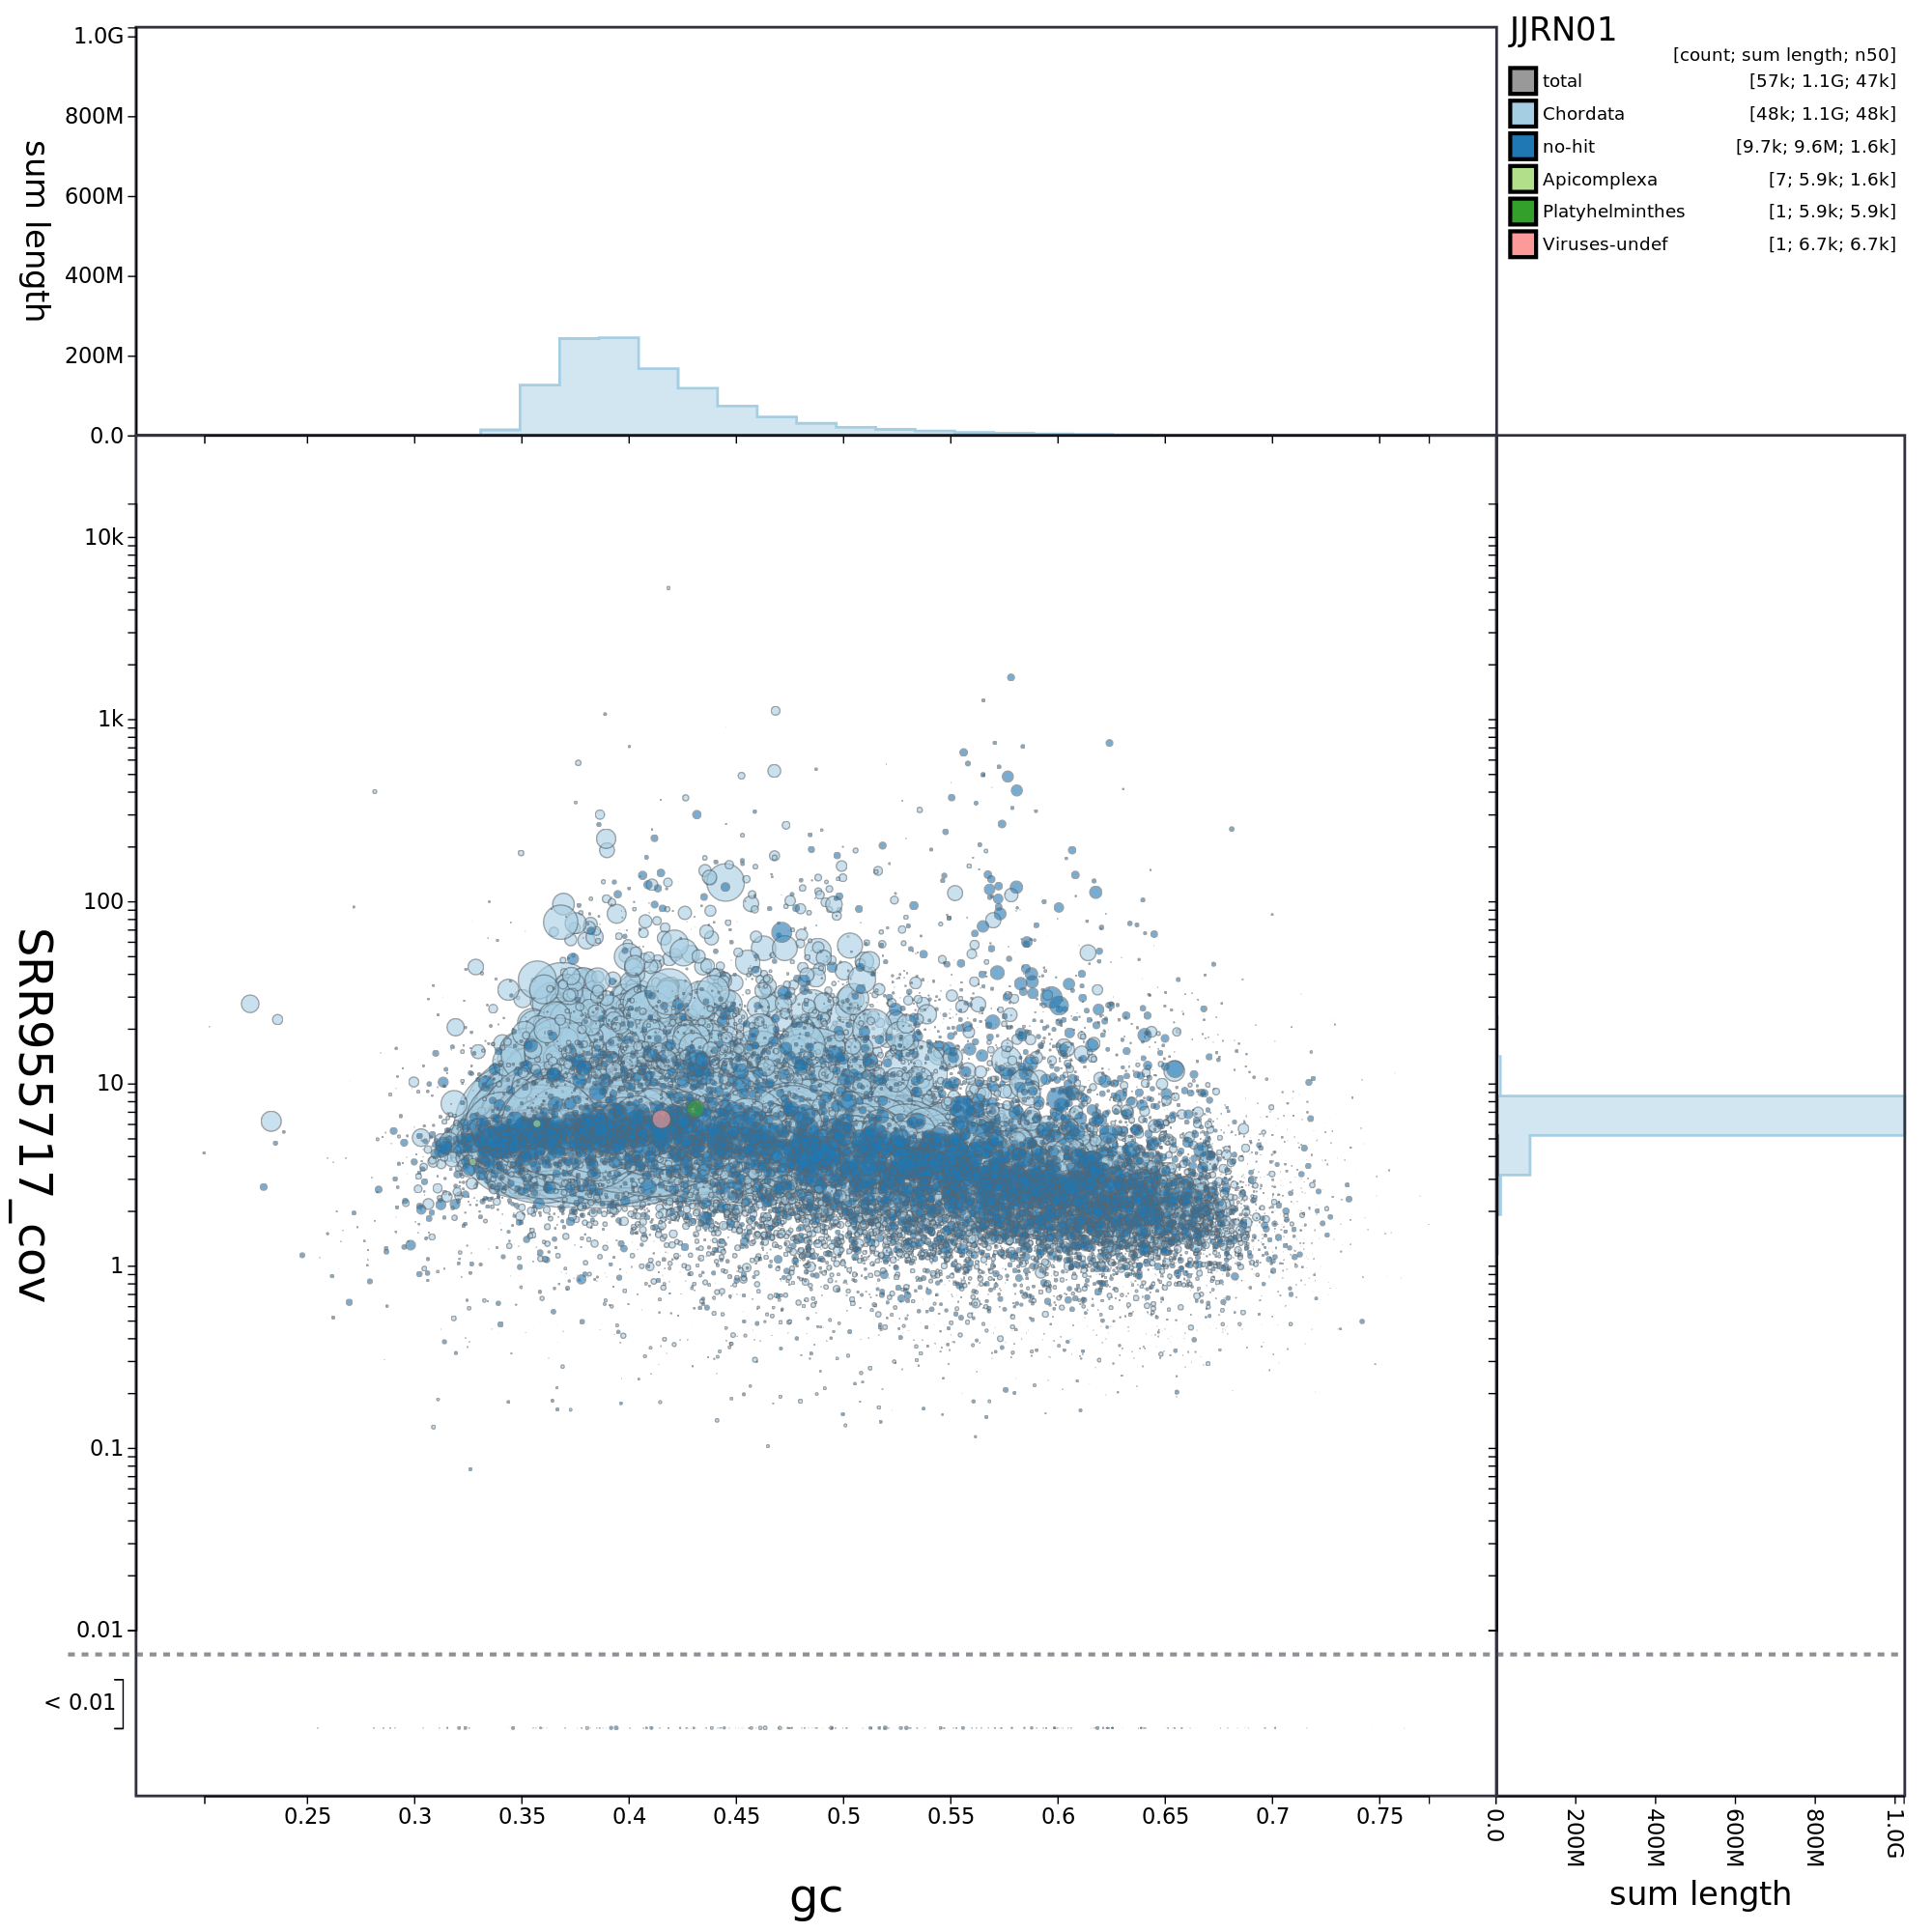 JJRN01
[count; sum length; n50]
total [57k; 1.1G; 47k]
Chordata [48k; 1.1G; 48k]
no-hit [9.7k; 9.6M; 1.6k]
Apicomplexa [7; 5.9k; 1.6k]
Platyhelminthes [1; 5.9k; 5.9k]
Viruses-undef [1; 6.7k; 6.7k]
sum length
1.0G
800M
600M
400M
200M
0.0
SRR955717_cov
10k
1k
100
10
1
0.1
0.01
< 0.01
0.25 0.3 0.35 0.4 0.45 0.5 0.55 0.6 0.65 0.7 0.75
gc
0.0 200M 400M 600M 800M 1.0G
sum length